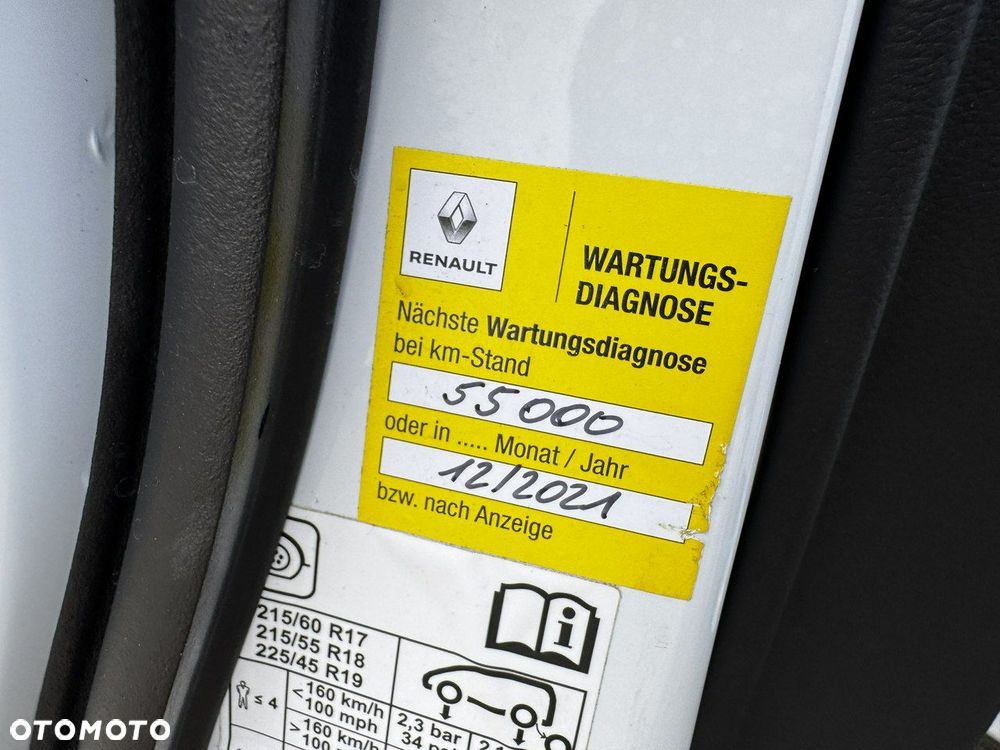 RENAULT
WARTUNGS-
DIAGNOSE
Nächste Wartungsdiagnose
bei km-Stand
55000
oder in ..... Monat / Jahr
12/2021
bzw. nach Anzeige
i
215/60 R17
215/55 R18
225/45 R19
≤ 4
<160 km/h
100 mph
2,3 bar
>160 km/h
OTOMOTO